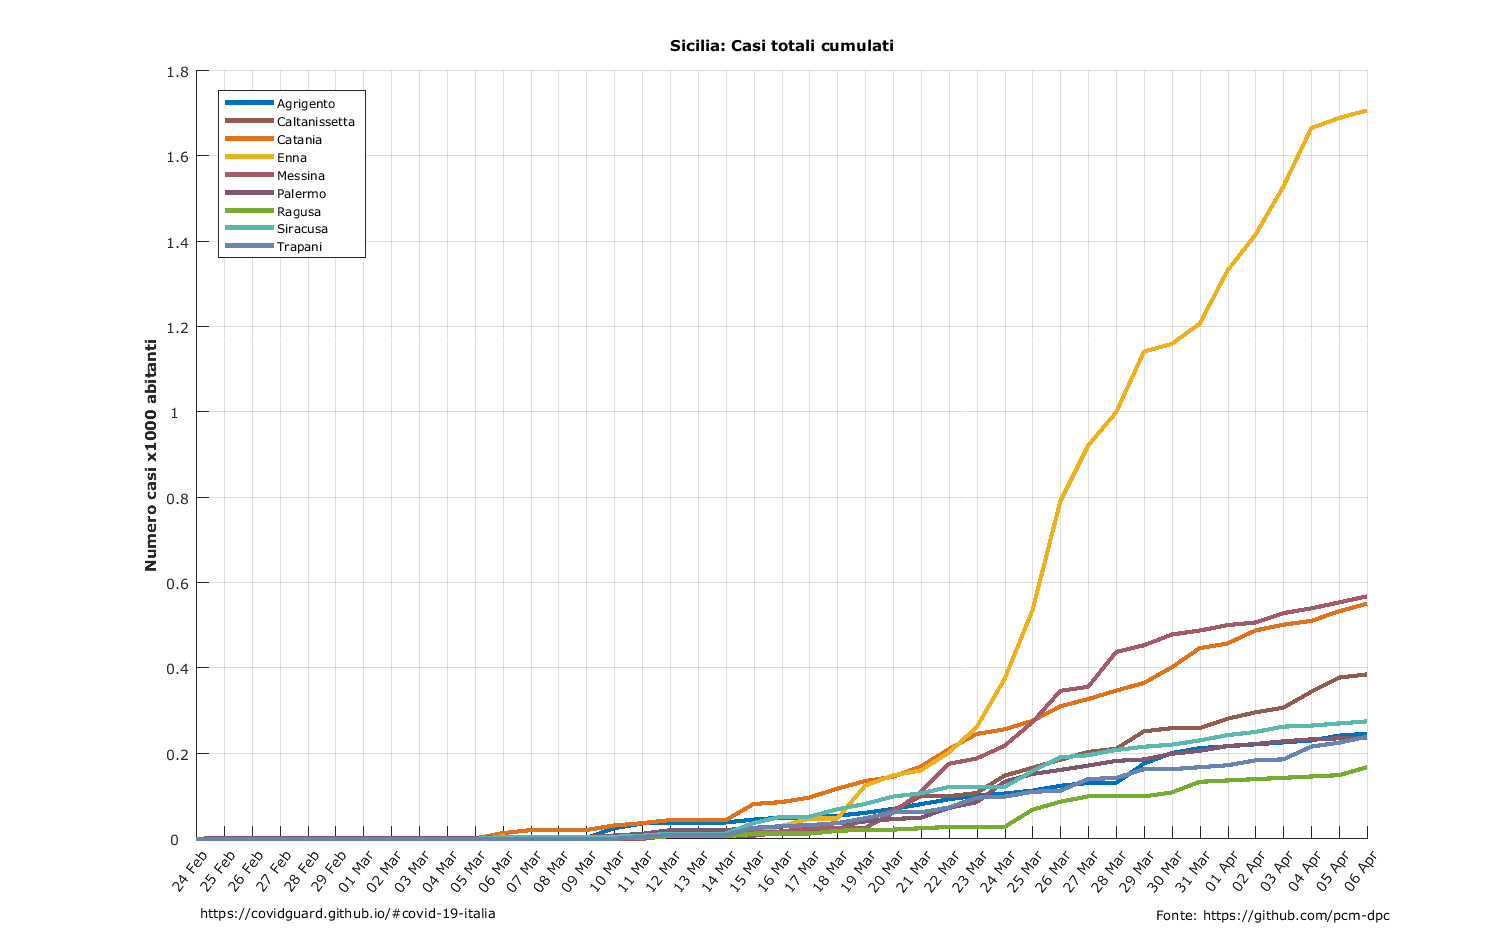 Sicilia: Casi totali cumulati
Numero casi x1000 abitanti
1.8
1.6
1.4
1.2
1
0.8
0.6
0.4
0.2
0
Agrigento
Caltanissetta
Catania
Enna
Messina
Palermo
Ragusa
Siracusa
Trapani
24 Feb
25 Feb
26 Feb
27 Feb
28 Feb
29 Feb
01 Mar
02 Mar
03 Mar
04 Mar
05 Mar
06 Mar
07 Mar
08 Mar
09 Mar
10 Mar
11 Mar
12 Mar
13 Mar
14 Mar
15 Mar
16 Mar
17 Mar
18 Mar
19 Mar
20 Mar
21 Mar
22 Mar
23 Mar
24 Mar
25 Mar
26 Mar
27 Mar
28 Mar
29 Mar
30 Mar
31 Mar
01 Apr
02 Apr
03 Apr
04 Apr
05 Apr
06 Apr
https://covidguard.github.io/#covid-19-italia
Fonte: https://github.com/pcm-dpc